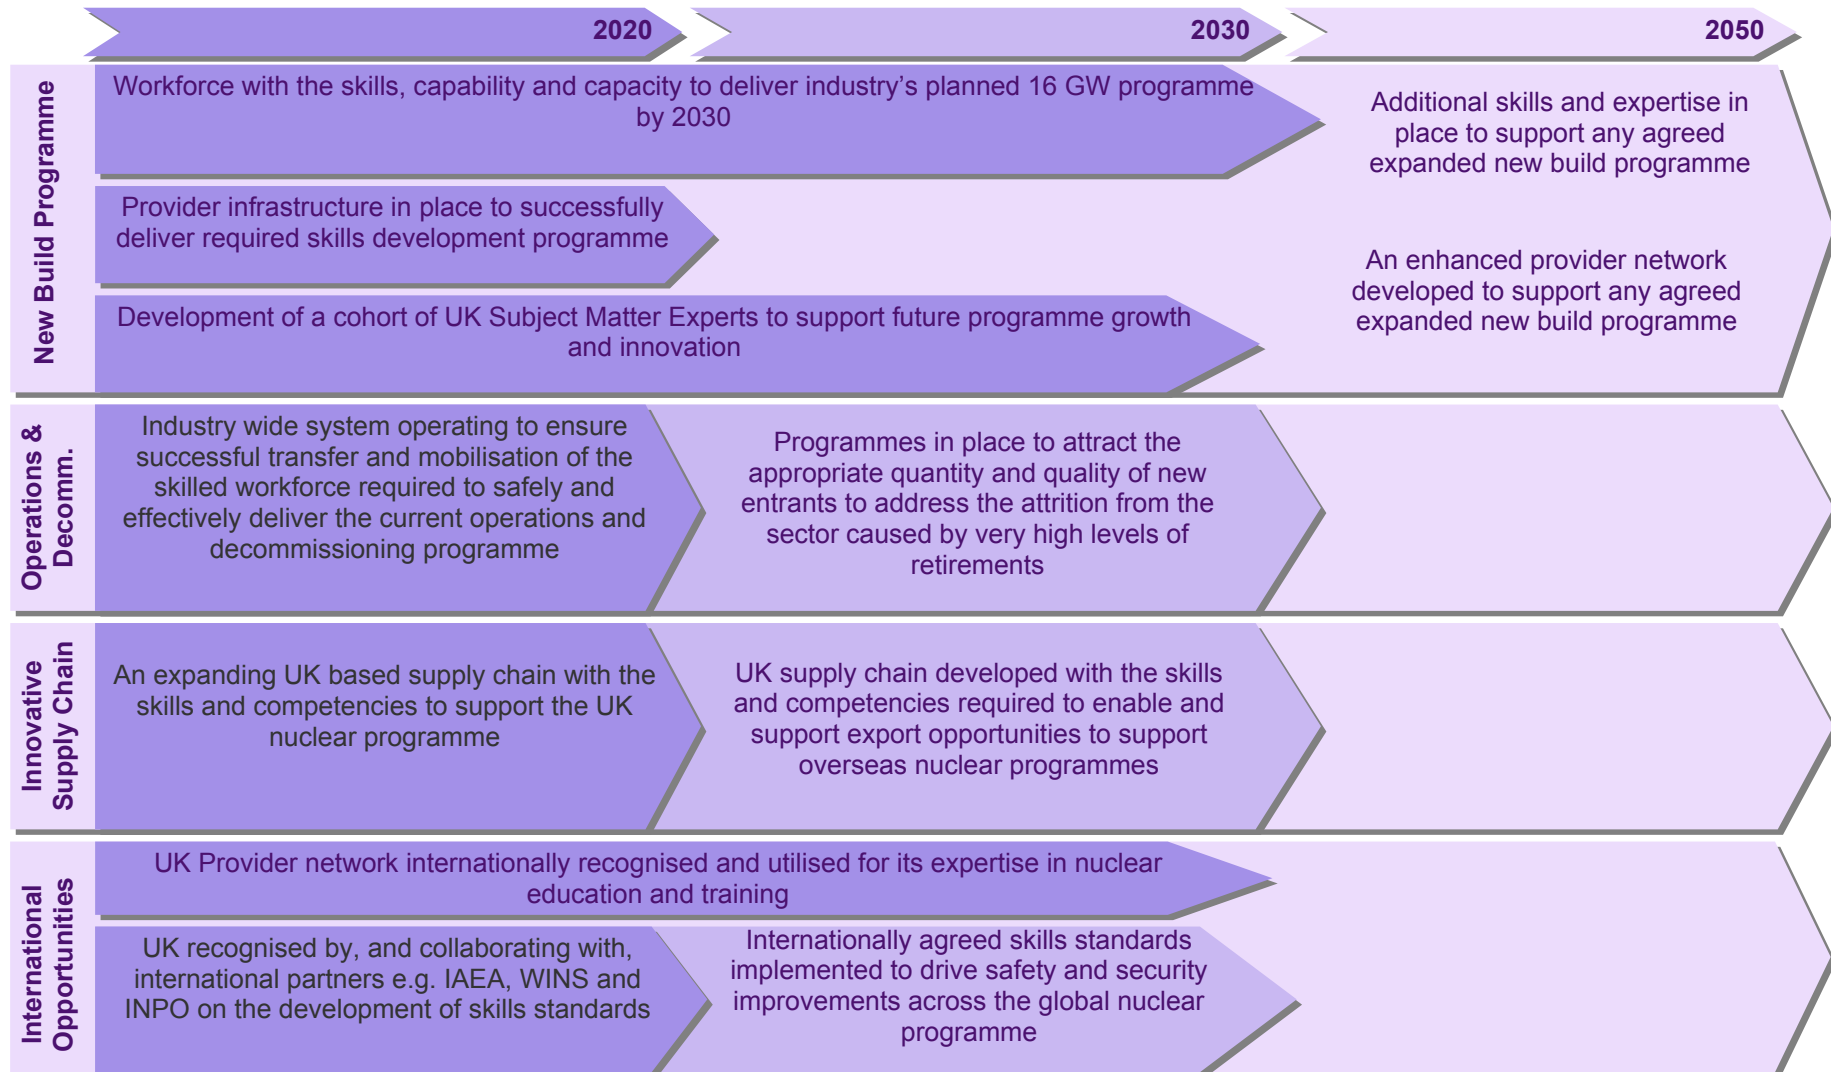 2020
2030
2050
New Build Programme
Workforce with the skills, capability and capacity to deliver industry’s planned 16 GW programme
by 2030
Provider infrastructure in place to successfully
deliver required skills development programme
Development of a cohort of UK Subject Matter Experts to support future programme growth
and innovation
Additional skills and expertise in
place to support any agreed
expanded new build programme
An enhanced provider network
developed to support any agreed
expanded new build programme
Operations &
Decomm.
Industry wide system operating to ensure
successful transfer and mobilisation of the
skilled workforce required to safely and
effectively deliver the current operations and
decommissioning programme
Programmes in place to attract the
appropriate quantity and quality of new
entrants to address the attrition from the
sector caused by very high levels of
retirements
Innovative
Supply Chain
An expanding UK based supply chain with the
skills and competencies to support the UK
nuclear programme
UK supply chain developed with the skills
and competencies required to enable and
support export opportunities to support
overseas nuclear programmes
International
Opportunities
UK Provider network internationally recognised and utilised for its expertise in nuclear
education and training
UK recognised by, and collaborating with,
international partners e.g. IAEA, WINS and
INPO on the development of skills standards
Internationally agreed skills standards
implemented to drive safety and security
improvements across the global nuclear
programme